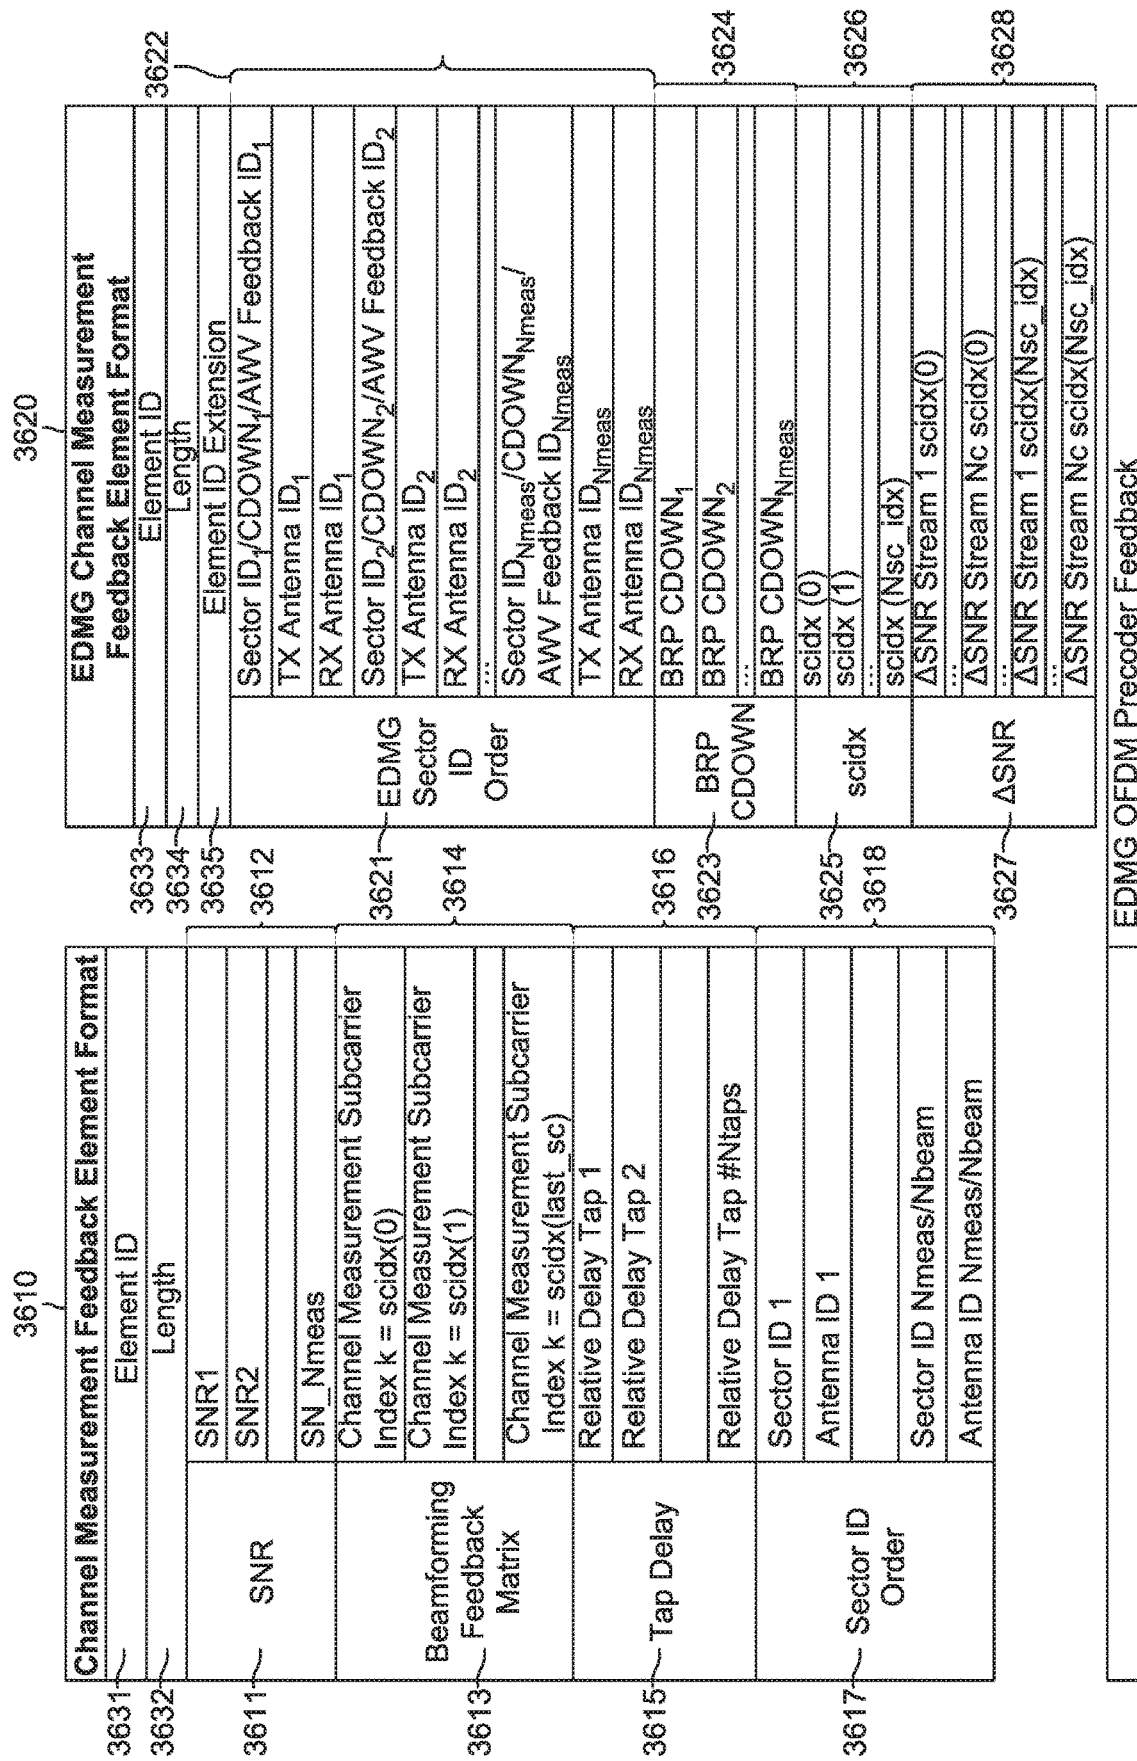 3610
Channel Measurement Feedback Element Format
3631
Element ID
3632
Length
3611
SNR
SNR1
SNR2
SN_Nmeas
3612
3613
Beamforming
Feedback
Matrix
Channel Measurement Subcarrier
Index k = scidx(0)
Channel Measurement Subcarrier
Index k = scidx(1)
Channel Measurement Subcarrier
Index k = scidx(last_sc)
3614
3615
Tap Delay
Relative Delay Tap 1
Relative Delay Tap 2
Relative Delay Tap #Ntaps
3616
3617
Sector ID
Order
Sector ID 1
Antenna ID 1
Sector ID Nmeas/Nbeam
Antenna ID Nmeas/Nbeam
3618
3620
EDMG Channel Measurement
Feedback Element Format
3633
Element ID
3634
Length
3635
Element ID Extension
3621
EDMG
Sector
ID
Order
Sector ID1/CDOWN1/AWV Feedback ID1
TX Antenna ID1
RX Antenna ID1
Sector ID2/CDOWN2/AWV Feedback ID2
TX Antenna ID2
RX Antenna ID2
...
Sector IDNmeas/CDOWNNmeas/
AWV Feedback IDNmeas
TX Antenna IDNmeas
RX Antenna IDNmeas
3622
3623
BRP
CDOWN
BRP CDOWN1
BRP CDOWN2
...
BRP CDOWNNmeas
3624
3625
scidx
scidx (0)
scidx (1)
...
scidx (Nsc_idx)
3626
3627
ΔSNR
ΔSNR Stream 1 scidx(0)
...
ΔSNR Stream Nc scidx(0)
...
ΔSNR Stream 1 scidx(Nsc_idx)
...
ΔSNR Stream Nc scidx(Nsc_idx)
3628
EDMG OFDM Precoder Feedback